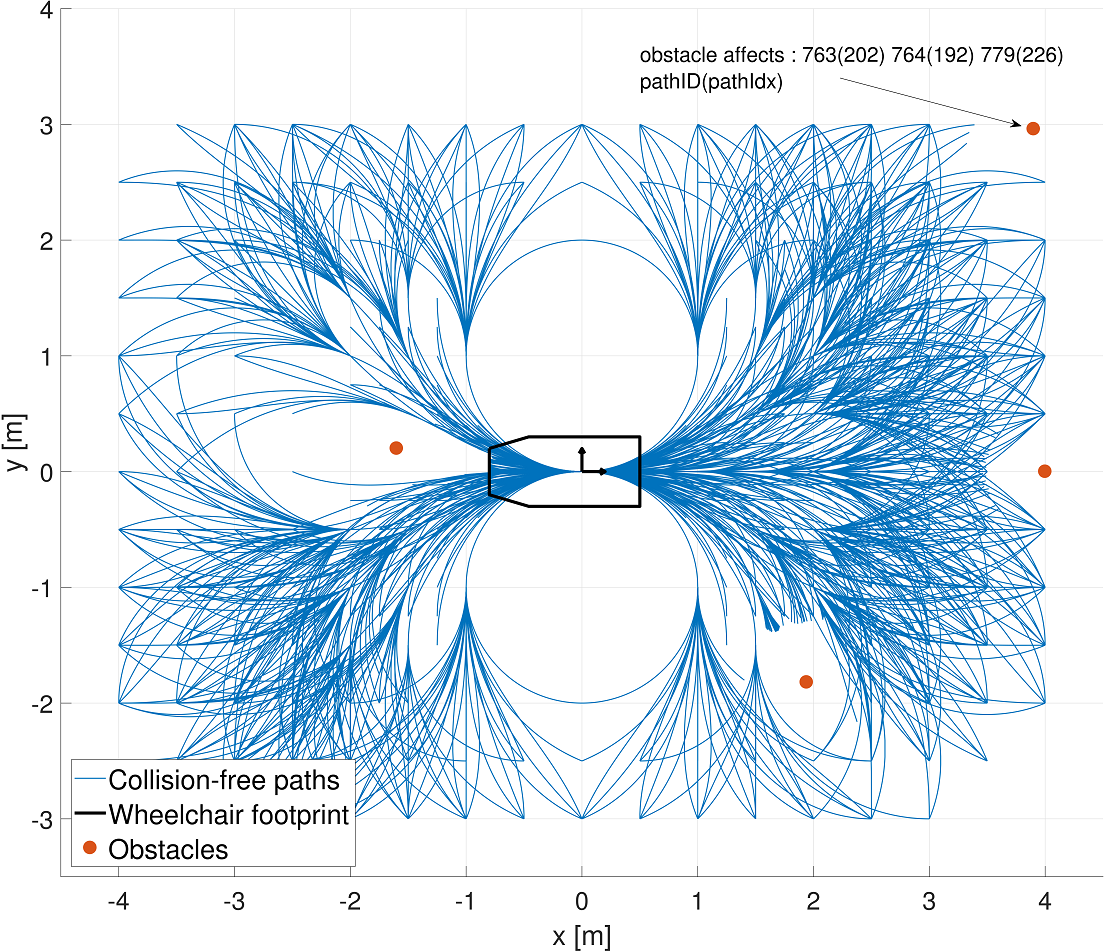 4
obstacle affects : 763(202) 764(192) 779(226)
pathID(pathIdx)
3
2
1
y [m]
0
-1
-2
-3
Collision-free paths
Wheelchair footprint
Obstacles
-4 -3 -2 -1 0 1 2 3 4
x [m]